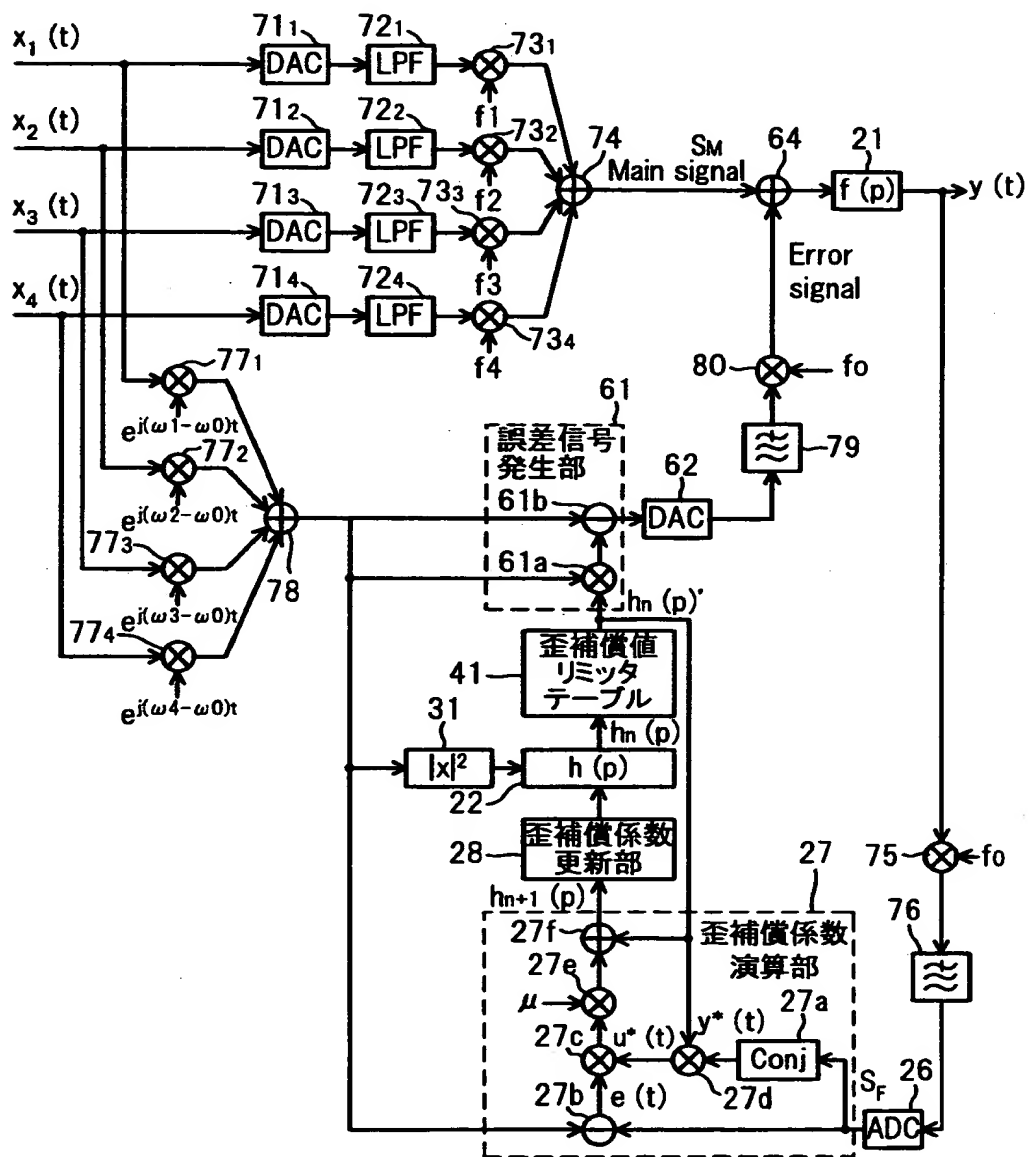 x₁ (t)
71₁
72₁
73₁
DAC
LPF
f1
x₂ (t)
71₂
72₂
73₂
DAC
LPF
f2
74
S_M
Main signal
64
21
f (p)
y (t)
x₃ (t)
71₃
72₃
73₃
DAC
LPF
f3
Error
signal
x₄ (t)
71₄
72₄
DAC
LPF
73₄
f4
77₁
e^j(ω1-ω0)t
80
fo
77₂
e^j(ω2-ω0)t
61
誤差信号
発生部
79
61b
62
DAC
77₃
78
e^j(ω3-ω0)t
61a
hn (p)'
77₄
e^j(ω4-ω0)t
41
歪補償値
リミッタ
テーブル
hn (p)
31
|x|²
h (p)
22
28
歪補償係数
更新部
75
fo
27
hn+1 (p)
27f
歪補償係数
演算部
76
27e
μ
27a
y* (t)
27c
u* (t)
Conj
27d
S_F
26
27b
e (t)
ADC